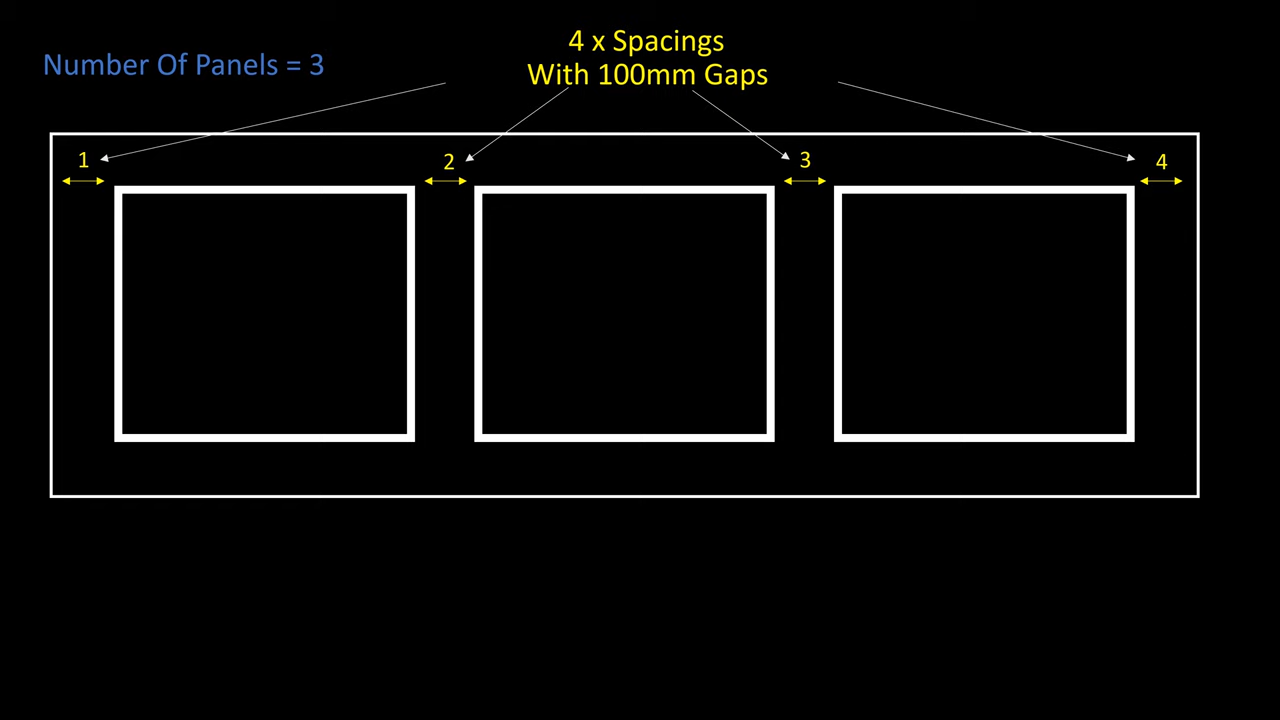 Number Of Panels = 3
4 x Spacings
With 100mm Gaps
1
2
3
4